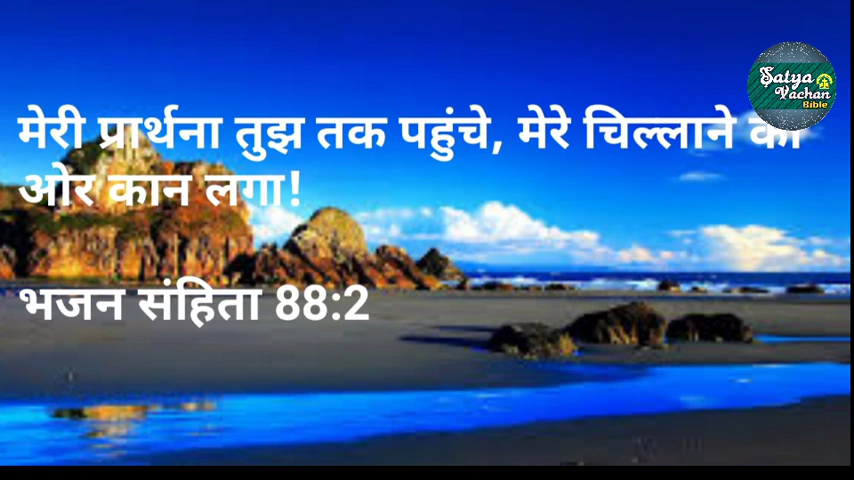 Satya
Vachan
Bible
मेरी प्रार्थना तुझ तक पहुंचे, मेरे चिल्लाने की
ओर कान लगा!
भजन संहिता 88:2